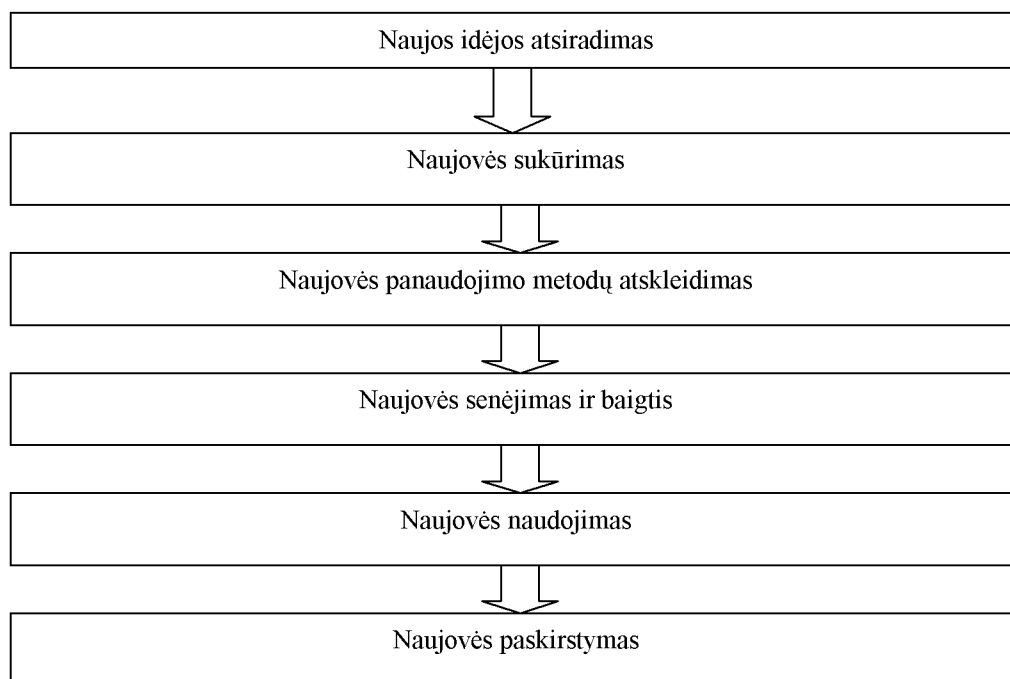 Naujos idėjos atsiradimas
Naujovės sukūrimas
Naujovės panaudojimo metodų atskleidimas
Naujovės senėjimas ir baigtis
Naujovės naudojimas
Naujovės paskirstymas